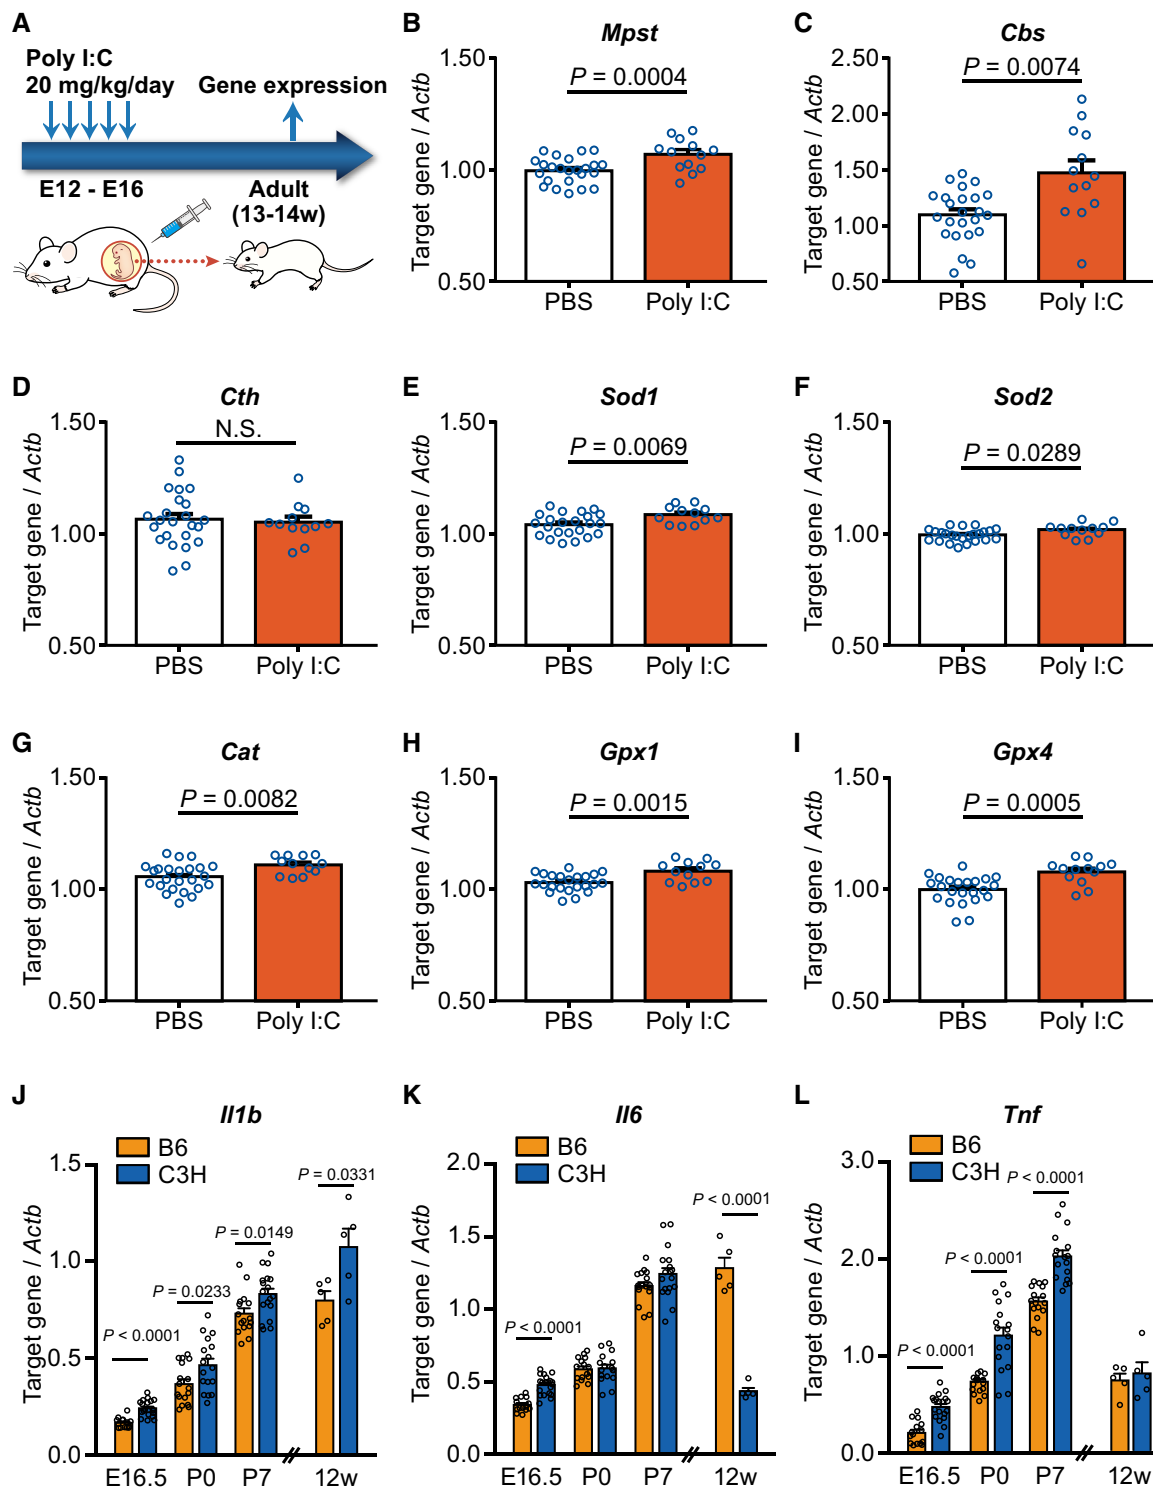 A
Poly I:C
20 mg/kg/day
Gene expression
E12 - E16
Adult
(13-14w)
B
Mpst
P = 0.0004
Target gene / Actb
1.50
1.00
0.50
PBS
Poly I:C
C
Cbs
P = 0.0074
Target gene / Actb
2.50
2.00
1.50
1.00
0.50
PBS
Poly I:C
D
Cth
N.S.
Target gene / Actb
1.50
1.00
0.50
PBS
Poly I:C
E
Sod1
P = 0.0069
Target gene / Actb
1.50
1.00
0.50
PBS
Poly I:C
F
Sod2
P = 0.0289
Target gene / Actb
1.50
1.00
0.50
PBS
Poly I:C
G
Cat
P = 0.0082
Target gene / Actb
1.50
1.00
0.50
PBS
Poly I:C
H
Gpx1
P = 0.0015
Target gene / Actb
1.50
1.00
0.50
PBS
Poly I:C
I
Gpx4
P = 0.0005
Target gene / Actb
1.50
1.00
0.50
PBS
Poly I:C
J
Il1b
B6
C3H
Target gene / Actb
1.5
1.0
0.5
0.0
P < 0.0001
P = 0.0233
P = 0.0149
P = 0.0331
E16.5
P0
P7
12w
K
Il6
B6
C3H
Target gene / Actb
2.0
1.5
1.0
0.5
0.0
P < 0.0001
P < 0.0001
E16.5
P0
P7
12w
L
Tnf
B6
C3H
Target gene / Actb
3.0
2.0
1.0
0.0
P < 0.0001
P < 0.0001
P < 0.0001
E16.5
P0
P7
12w